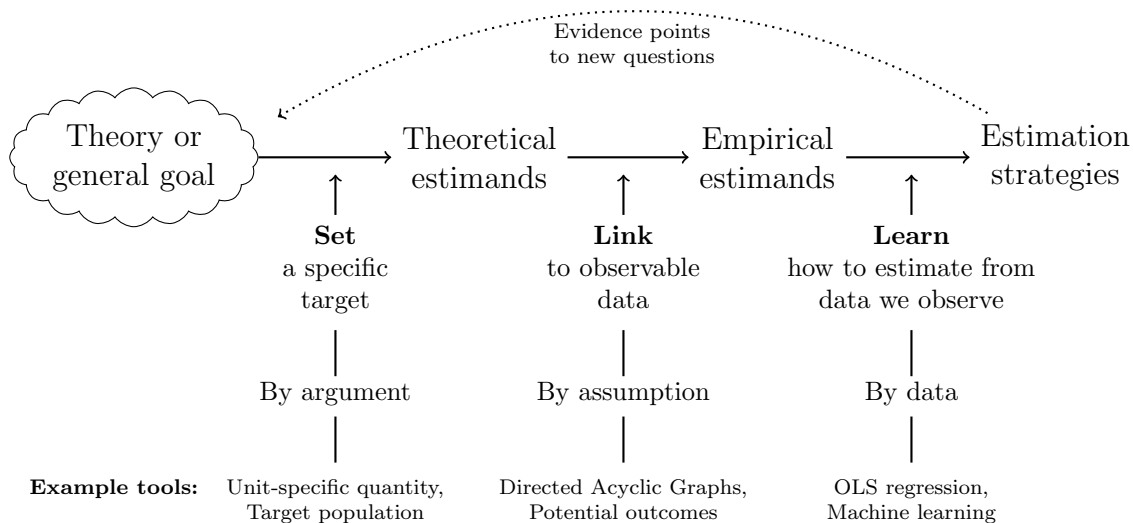 Evidence points
to new questions
Theory or
general goal
Theoretical
estimands
Empirical
estimands
Estimation
strategies
Set
a specific
target
Link
to observable
data
Learn
how to estimate from
data we observe
By argument
By assumption
By data
Example tools:
Unit-specific quantity,
Target population
Directed Acyclic Graphs,
Potential outcomes
OLS regression,
Machine learning